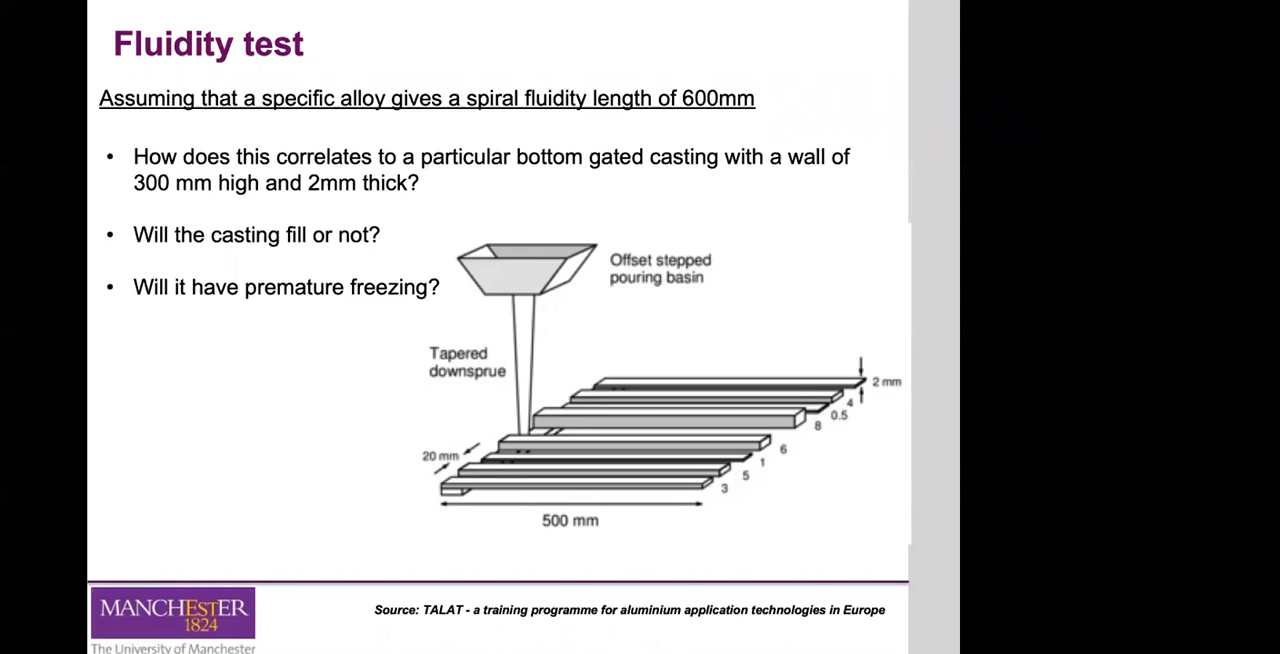 Fluidity test
Assuming that a specific alloy gives a spiral fluidity length of 600mm
• How does this correlates to a particular bottom gated casting with a wall of
300 mm high and 2mm thick?
• Will the casting fill or not?
• Will it have premature freezing?
Offset stepped
pouring basin
Tapered
downsprue
2 mm
4
0.5
8
6
20 mm
1
5
3
500 mm
MANCHESTER
1824
The University of Manchester
Source: TALAT - a training programme for aluminium application technologies in Europe